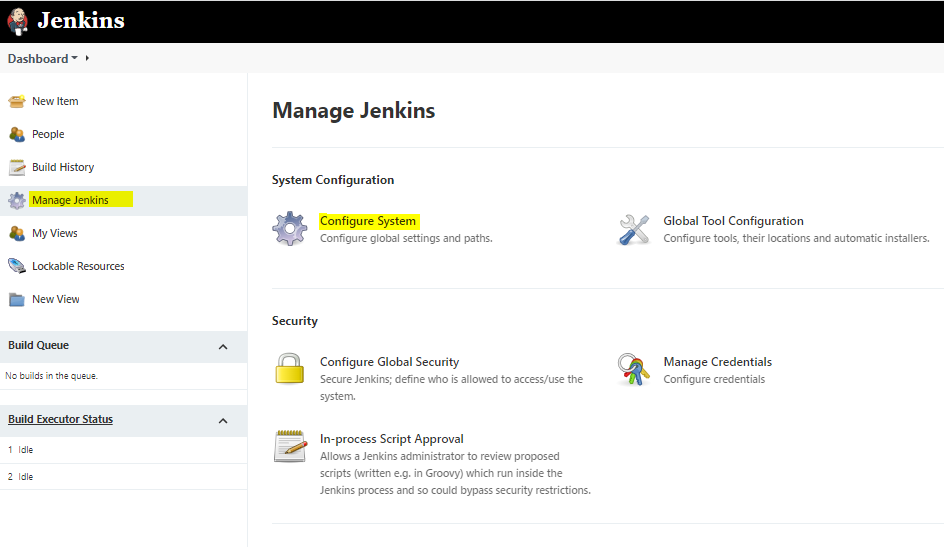 Jenkins
Dashboard
New Item
People
Build History
Manage Jenkins
My Views
Lockable Resources
New View
Build Queue
No builds in the queue.
Build Executor Status
1 Idle
2 Idle
Manage Jenkins
System Configuration
Configure System
Configure global settings and paths.
Global Tool Configuration
Configure tools, their locations and automatic installers.
Security
Configure Global Security
Secure Jenkins; define who is allowed to access/use the
system.
Manage Credentials
Configure credentials
In-process Script Approval
Allows a Jenkins administrator to review proposed
scripts (written e.g. in Groovy) which run inside the
Jenkins process and so could bypass security restrictions.